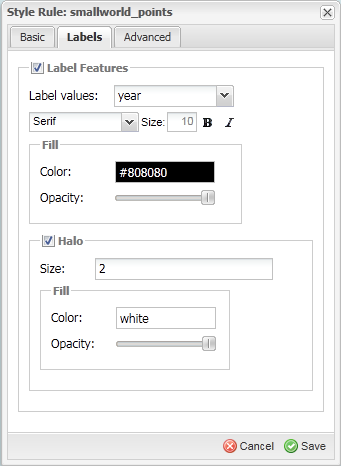 Style Rule: smallworld_points
Basic Labels Advanced
Label Features
Label values: year
Serif Size: 10 B I
Fill
Color: #808080
Opacity:
Halo
Size: 2
Fill
Color: white
Opacity:
Cancel Save